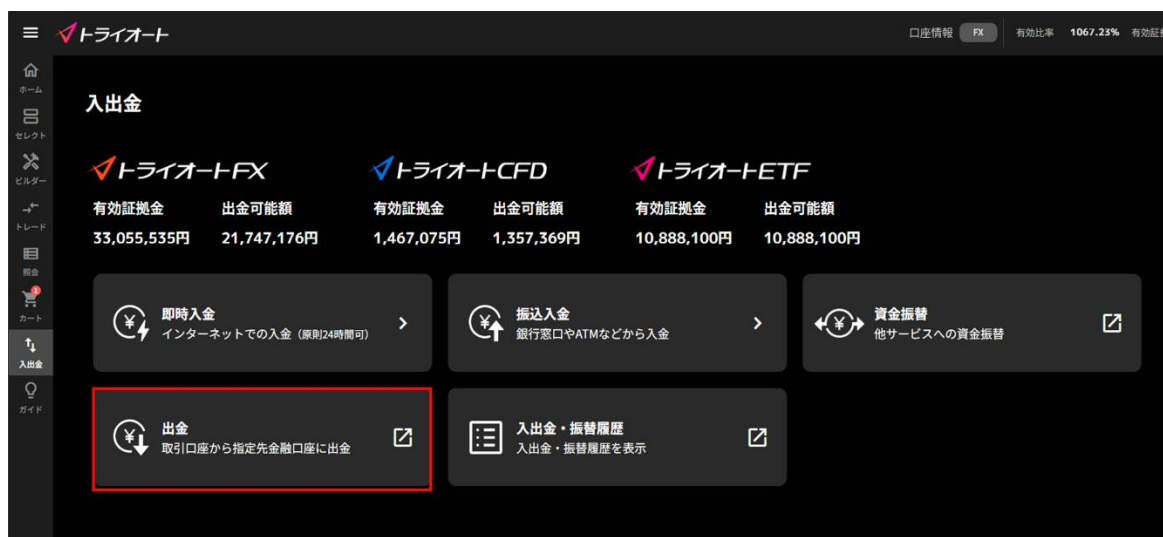 トライオート
口座情報 FX 有効比率 1067.23% 有効証
ホーム
セレクト
ビルダー
トレード
照会
1
カート
入出金
ガイド
入出金
トライオートFX
有効証拠金 出金可能額
33,055,535円 21,747,176円
トライオートCFD
有効証拠金 出金可能額
1,467,075円 1,357,369円
トライオートETF
有効証拠金 出金可能額
10,888,100円 10,888,100円
即時入金
インターネットでの入金（原則24時間可）
振込入金
銀行窓口やATMなどから入金
資金振替
他サービスへの資金振替
出金
取引口座から指定先金融口座に出金
入出金・振替履歴
入出金・振替履歴を表示